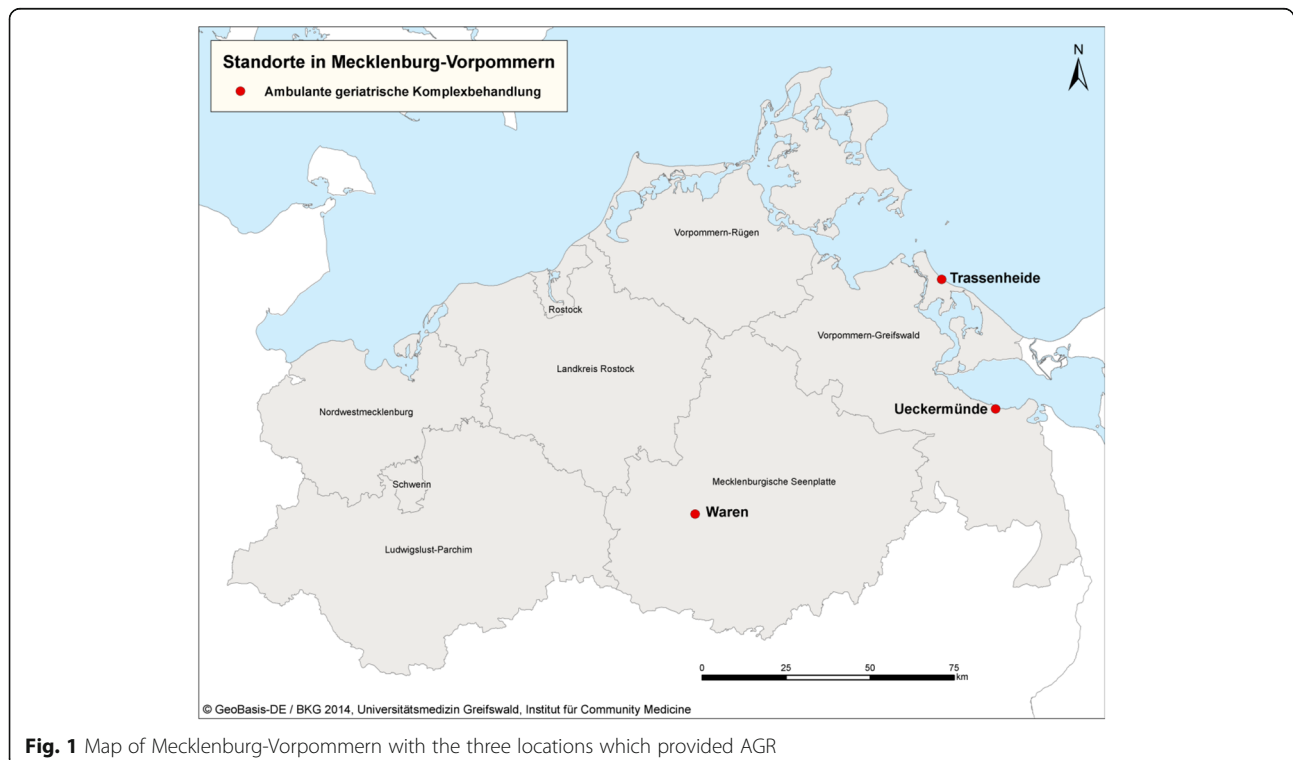 Standorte in Mecklenburg-Vorpommern
Ambulante geriatrische Komplexbehandlung
N
Vorpommern-Rügen
Trassenheide
Rostock
Vorpommern-Greifswald
Landkreis Rostock
Ueckermünde
Nordwestmecklenburg
Mecklenburgische Seenplatte
Schwerin
Waren
Ludwigslust-Parchim
0 25 50 75
km
© GeoBasis-DE / BKG 2014, Universitätsmedizin Greifswald, Institut für Community Medicine
Fig. 1 Map of Mecklenburg-Vorpommern with the three locations which provided AGR